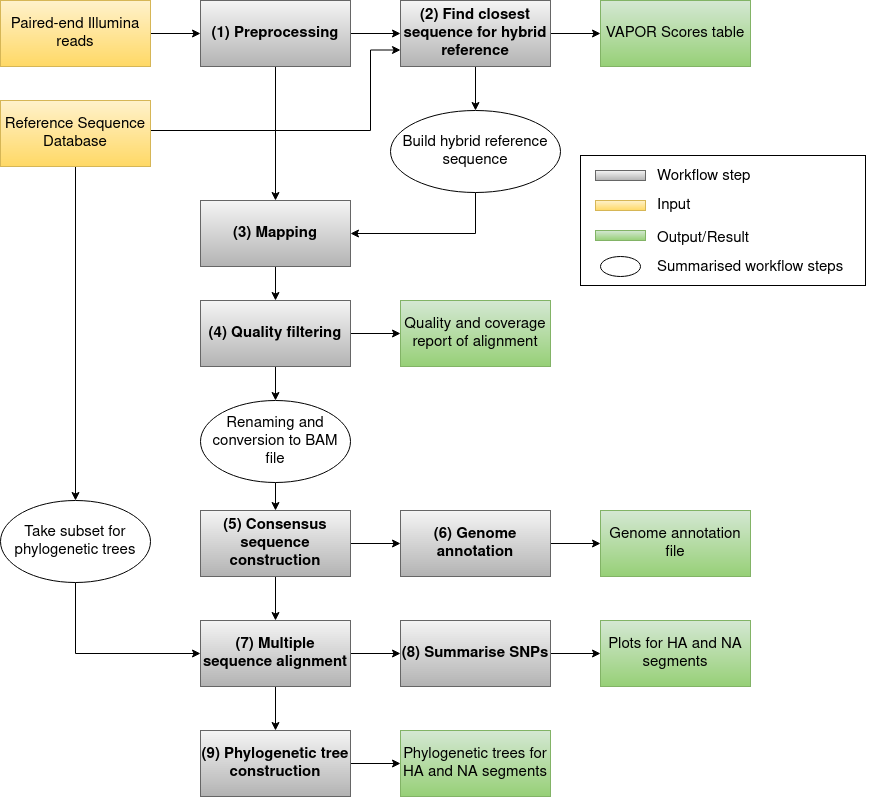 Paired-end Illumina
reads
(1) Preprocessing
(2) Find closest
sequence for hybrid
reference
VAPOR Scores table
Reference Sequence
Database
Build hybrid reference
sequence
Workflow step
Input
Output/Result
Summarised workflow steps
(3) Mapping
(4) Quality filtering
Quality and coverage
report of alignment
Renaming and
conversion to BAM
file
Take subset for
phylogenetic trees
(5) Consensus
sequence
construction
(6) Genome
annotation
Genome annotation
file
(7) Multiple
sequence alignment
(8) Summarise SNPs
Plots for HA and NA
segments
(9) Phylogenetic tree
construction
Phylogenetic trees for
HA and NA segments